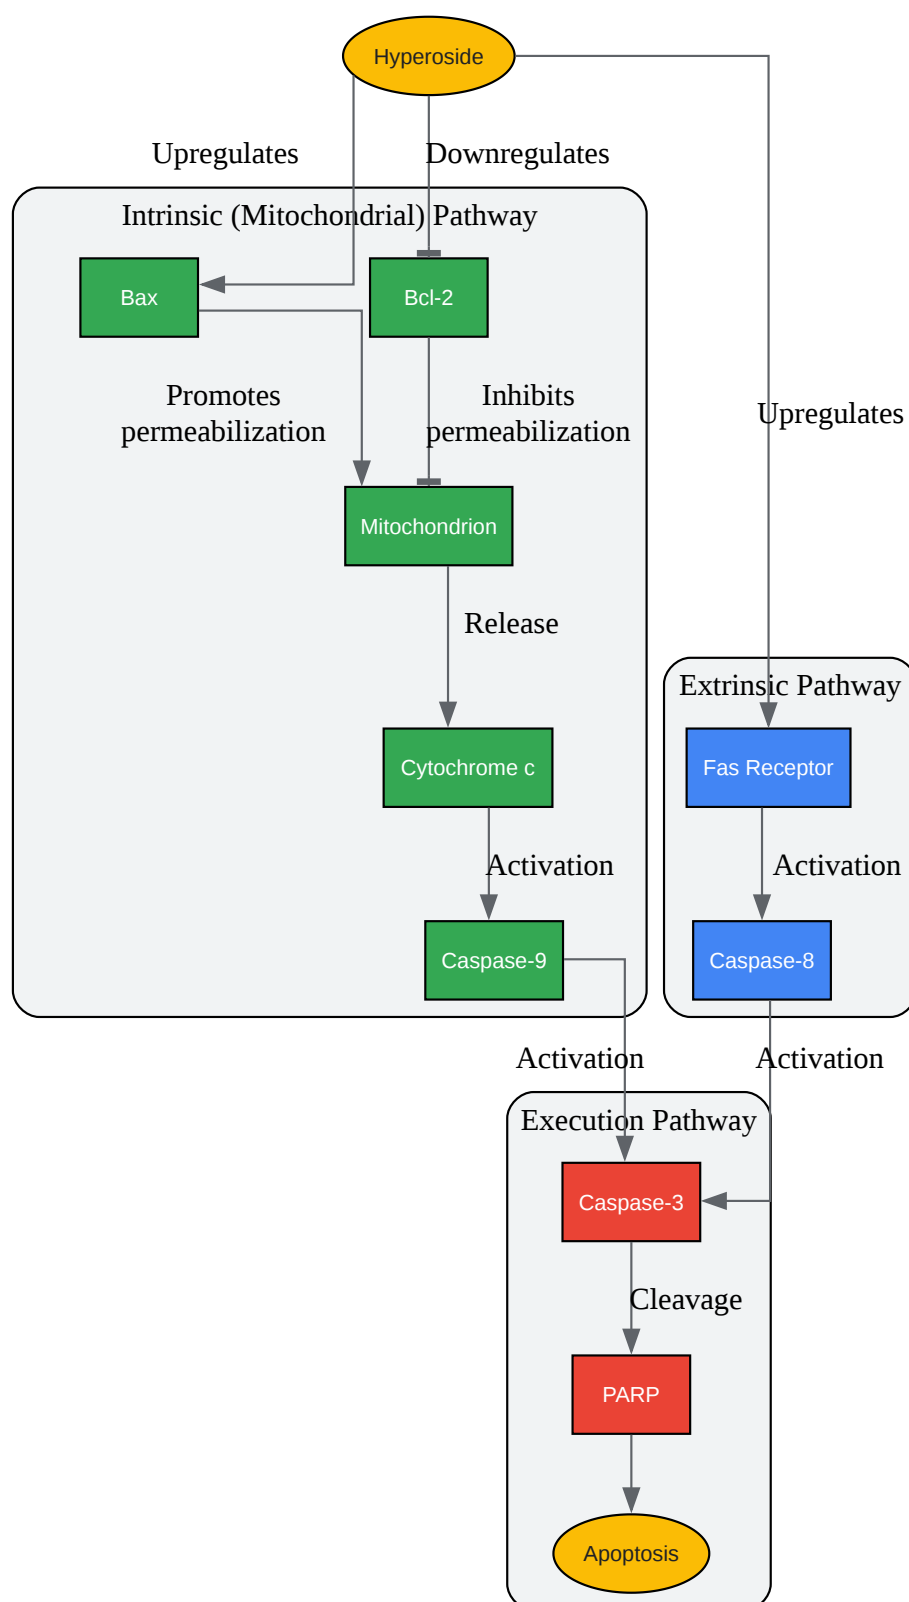 Hyperoside
Upregulates
Downregulates
Intrinsic (Mitochondrial) Pathway
Bax
Bcl-2
Promotes
permeabilization
Inhibits
permeabilization
Upregulates
Mitochondrion
Release
Extrinsic Pathway
Cytochrome c
Fas Receptor
Activation
Activation
Caspase-9
Caspase-8
Activation
Activation
Execution Pathway
Caspase-3
Cleavage
PARP
Apoptosis